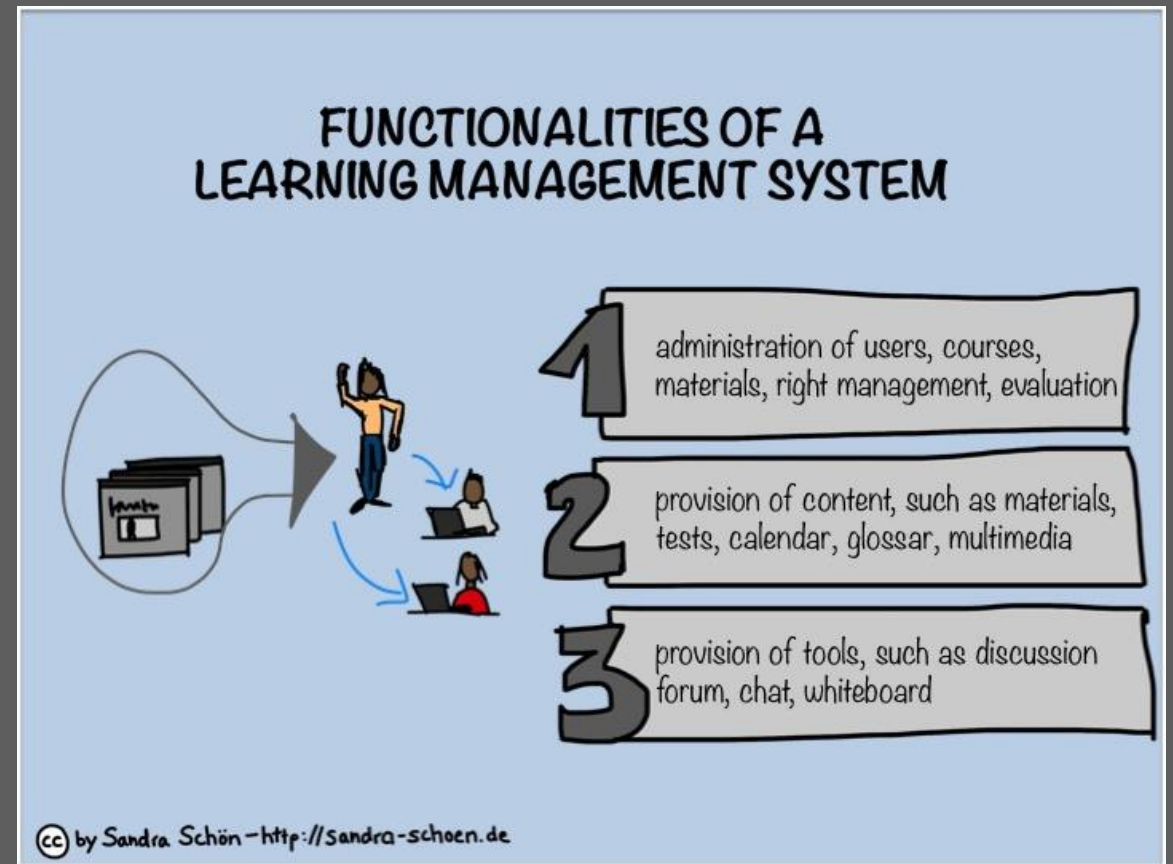 FUNCTIONALITIES OF A
LEARNING MANAGEMENT SYSTEM
1
administration of users, courses,
materials, right management, evaluation
2
provision of content, such as materials,
tests, calendar, glossar, multimedia
3
provision of tools, such as discussion
forum, chat, whiteboard
cc by Sandra Schön - http://sandra-schoen.de